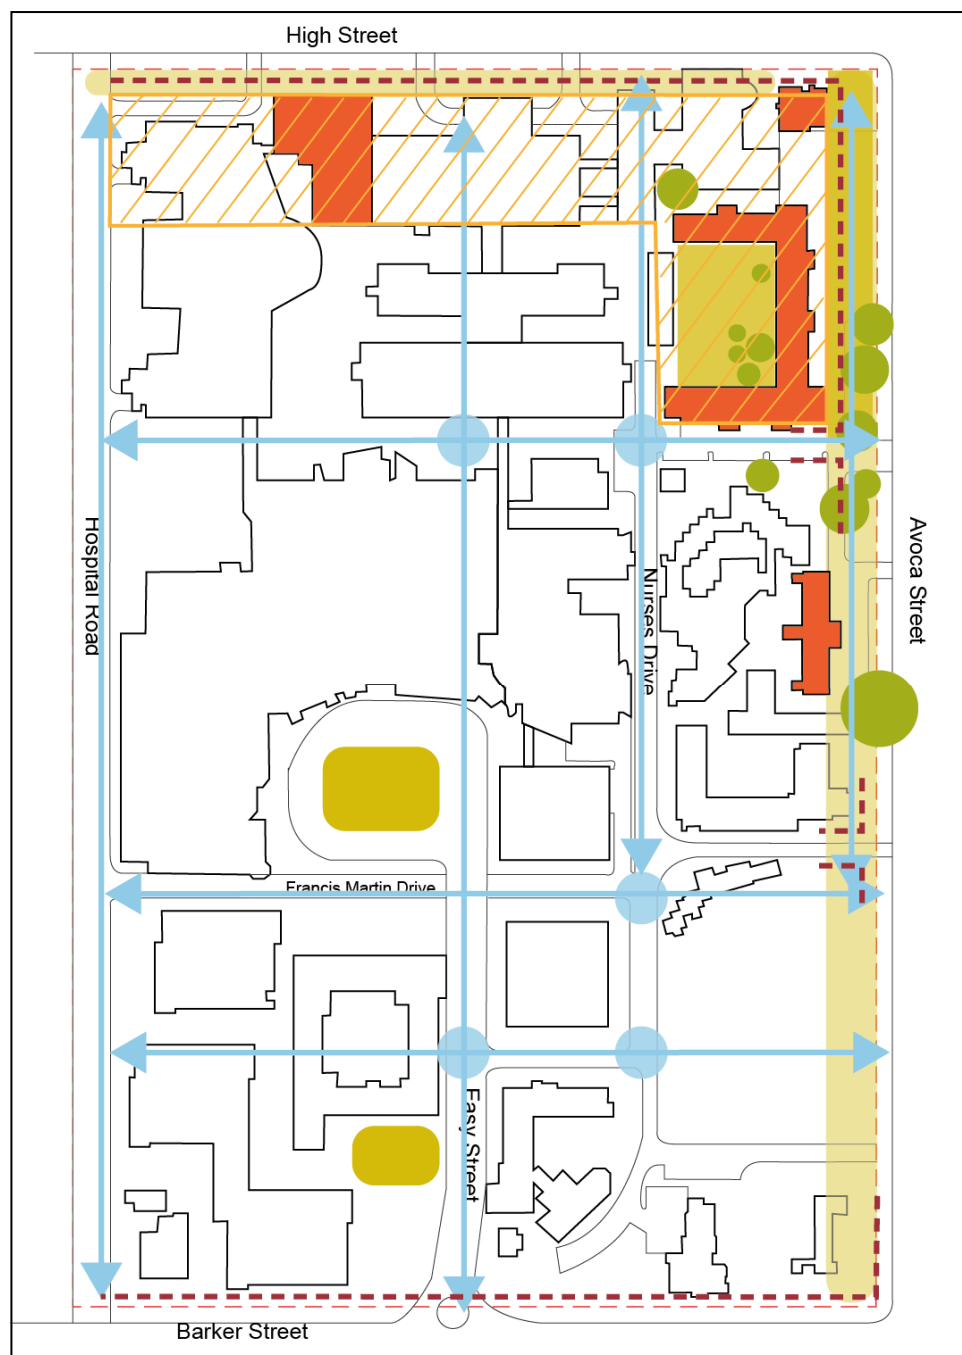 High Street
Hospital Road
Nurses Drive
Avoca Street
Francis Martin Drive
Easy Street
Barker Street